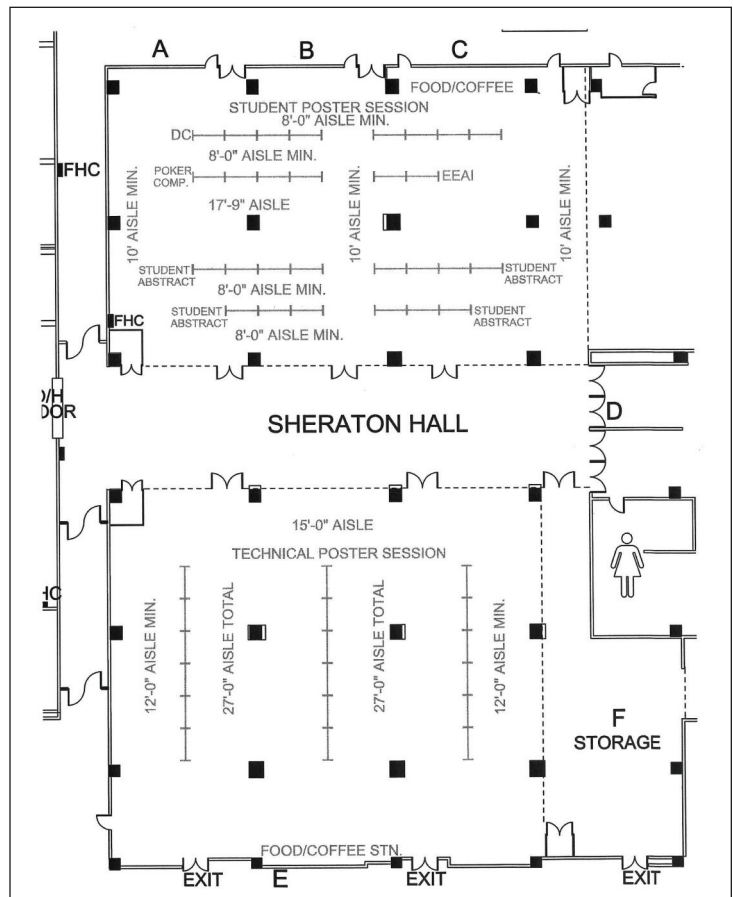 A
B
C
FOOD/COFFEE
STUDENT POSTER SESSION
8'-0" AISLE MIN.
DC
8'-0" AISLE MIN.
FHC
POKER
COMP.
EEAI
10' AISLE MIN.
17'-9" AISLE
10' AISLE MIN.
10' AISLE MIN.
STUDENT
ABSTRACT
8'-0" AISLE MIN.
STUDENT
ABSTRACT
FHC
STUDENT
ABSTRACT
8'-0" AISLE MIN.
STUDENT
ABSTRACT
D
SHERATON HALL
15'-0" AISLE
TECHNICAL POSTER SESSION
12'-0" AISLE MIN.
27'-0" AISLE TOTAL
27'-0" AISLE TOTAL
12'-0" AISLE MIN.
F
STORAGE
FOOD/COFFEE STN.
EXIT
E
EXIT
EXIT